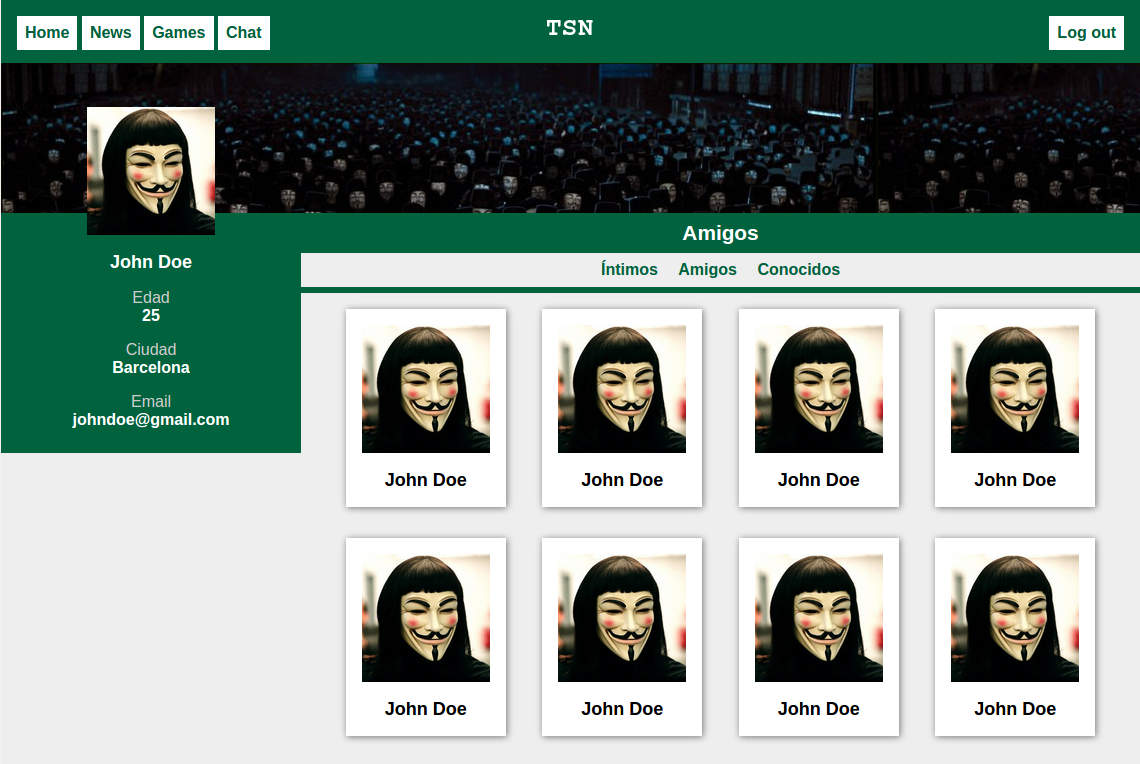 Home News Games Chat TSN Log out
John Doe
Edad
25
Ciudad
Barcelona
Email
johndoe@gmail.com
Amigos
Íntimos Amigos Conocidos
John Doe John Doe John Doe John Doe
John Doe John Doe John Doe John Doe